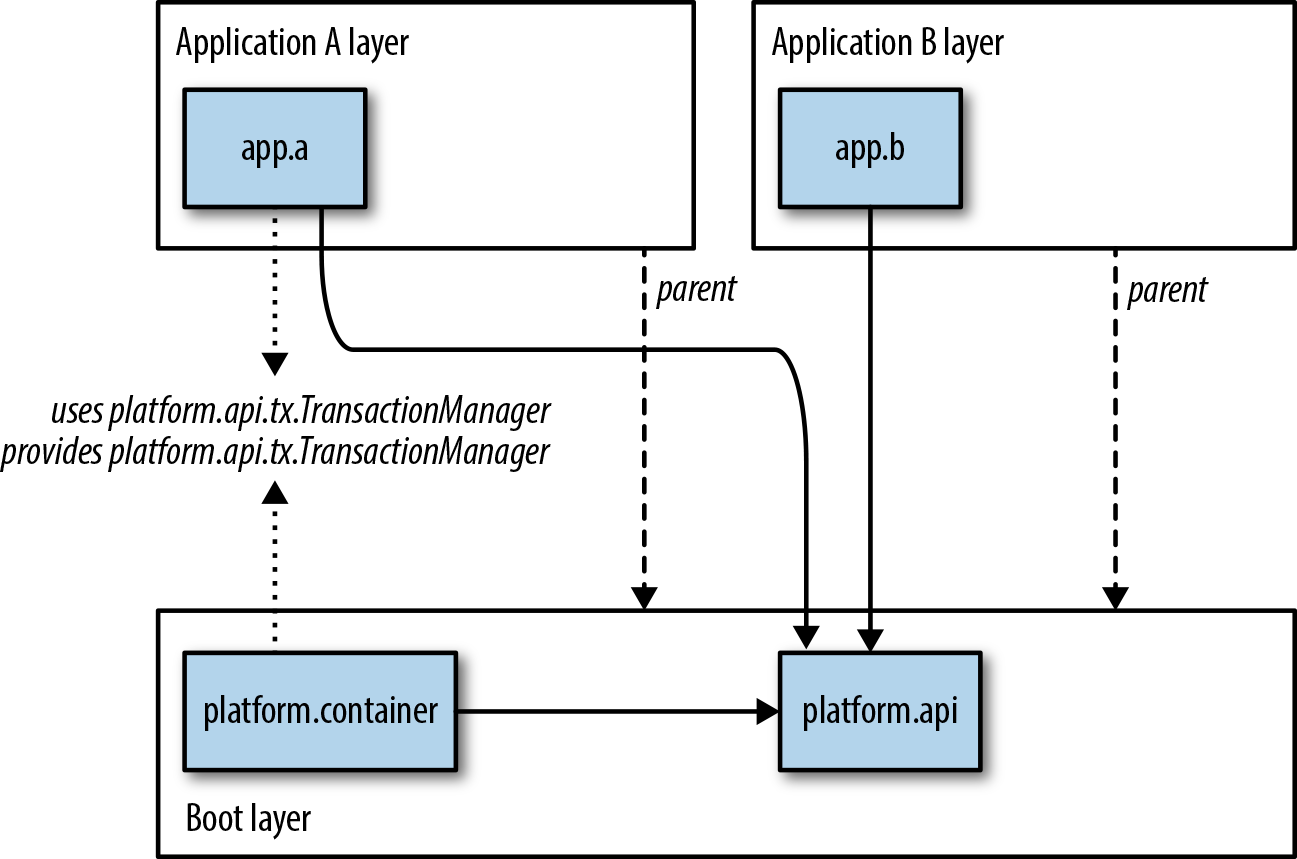 Application A layer
Application B layer
app.a
app.b
parent
parent
uses platform.api.tx.TransactionManager
provides platform.api.tx.TransactionManager
platform.container
platform.api
Boot layer